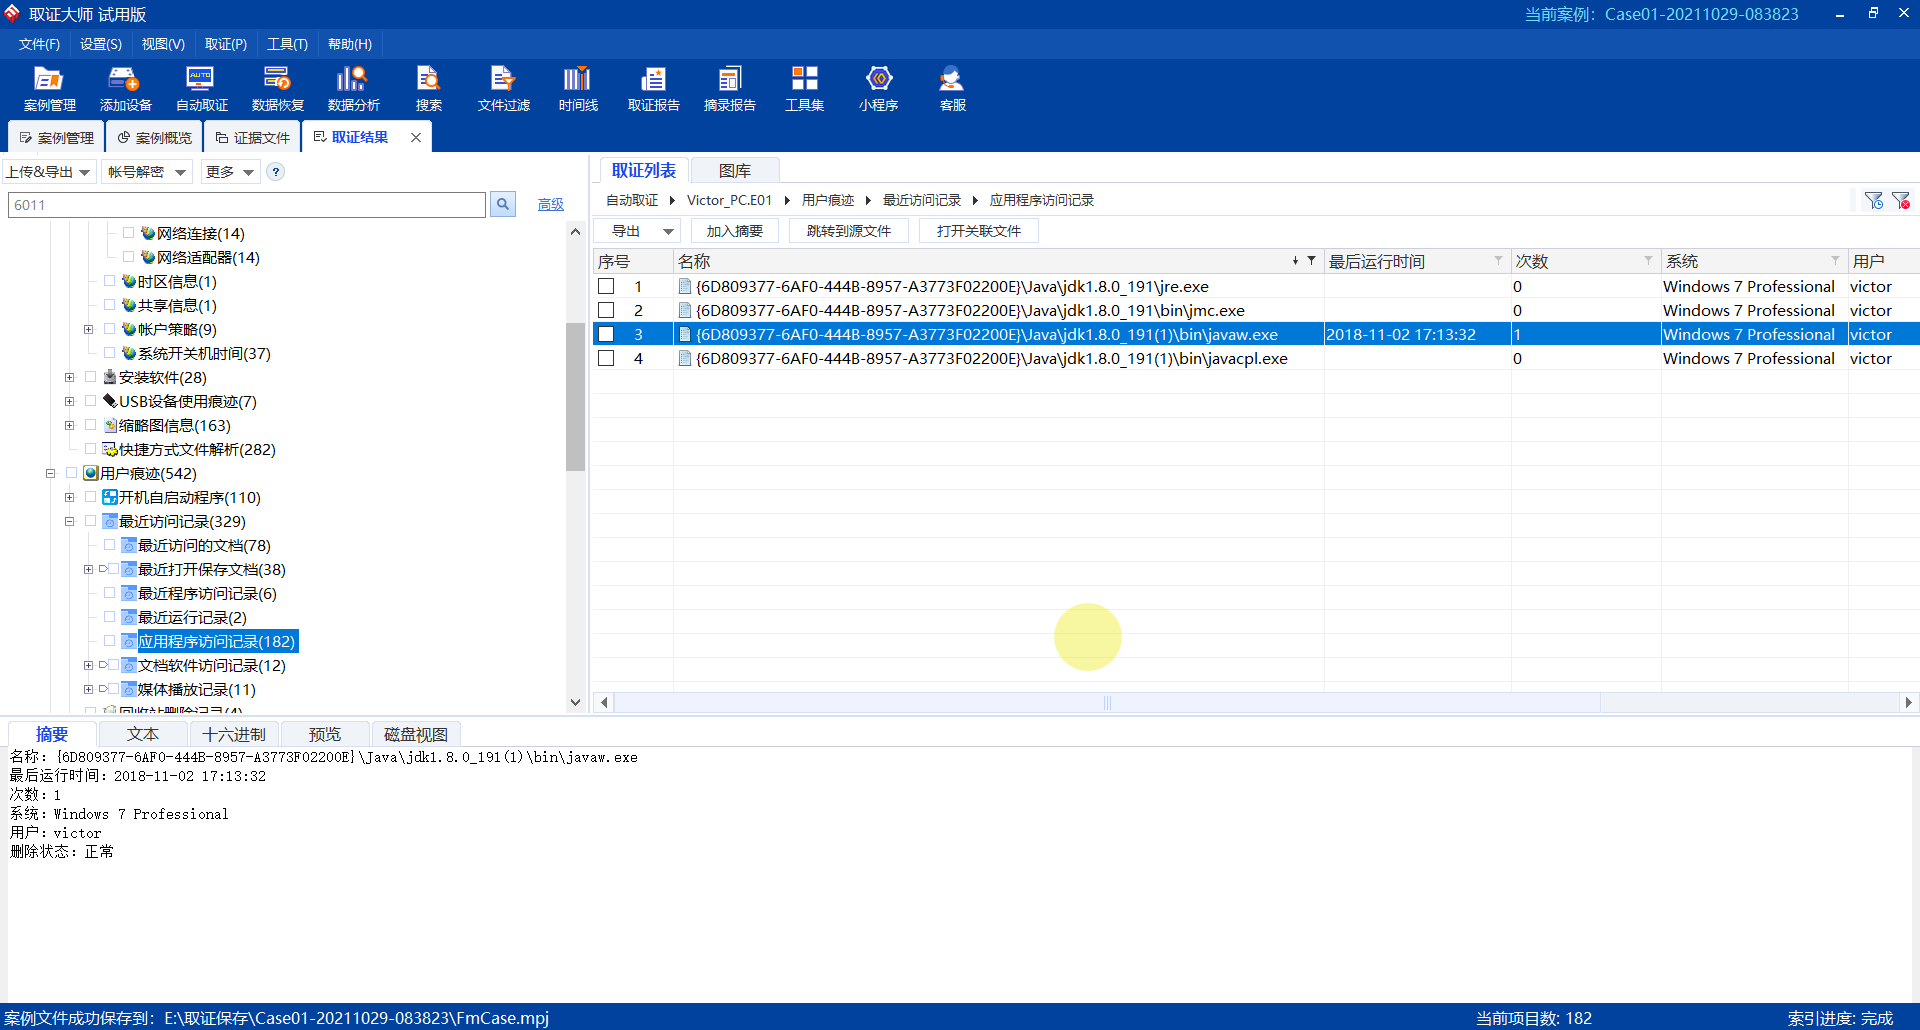 取证大师 试用版
当前案例：Case01-20211029-083823
文件(F) 设置(S) 视图(V) 取证(P) 工具(T) 帮助(H)
案例管理 添加设备 自动取证 数据恢复 数据分析 搜索 文件过滤 时间线 取证报告 摘录报告 工具集 小程序 客服
案例管理 案例概览 证据文件 取证结果
上传&导出 帐号解密 更多 ?
6011 高级
网络连接(14)
网络适配器(14)
时区信息(1)
共享信息(1)
帐户策略(9)
系统开关机时间(37)
安装软件(28)
USB设备使用痕迹(7)
缩略图信息(163)
快捷方式文件解析(282)
用户痕迹(542)
开机自启动程序(110)
最近访问记录(329)
最近访问的文档(78)
最近打开保存文档(38)
最近程序访问记录(6)
最近运行记录(2)
应用程序访问记录(182)
文档软件访问记录(12)
媒体播放记录(11)
回收站删除记录(4)
取证列表 图库
自动取证 Victor_PC.E01 用户痕迹 最近访问记录 应用程序访问记录
导出 加入摘要 跳转到源文件 打开关联文件
序号 名称 最后运行时间 次数 系统 用户
1 {6D809377-6AF0-444B-8957-A3773F02200E}\Java\jdk1.8.0_191\jre.exe 0 Windows 7 Professional victor
2 {6D809377-6AF0-444B-8957-A3773F02200E}\Java\jdk1.8.0_191\bin\jmc.exe 0 Windows 7 Professional victor
3 {6D809377-6AF0-444B-8957-A3773F02200E}\Java\jdk1.8.0_191(1)\bin\javaw.exe 2018-11-02 17:13:32 1 Windows 7 Professional victor
4 {6D809377-6AF0-444B-8957-A3773F02200E}\Java\jdk1.8.0_191(1)\bin\javacpl.exe 0 Windows 7 Professional victor
摘要 文本 十六进制 预览 磁盘视图
名称：{6D809377-6AF0-444B-8957-A3773F02200E}\Java\jdk1.8.0_191(1)\bin\javaw.exe
最后运行时间：2018-11-02 17:13:32
次数：1
系统：Windows 7 Professional
用户：victor
删除状态：正常
案例文件成功保存到：E:\取证保存\Case01-20211029-083823\FmCase.mpj
当前项目数: 182
索引进度: 完成